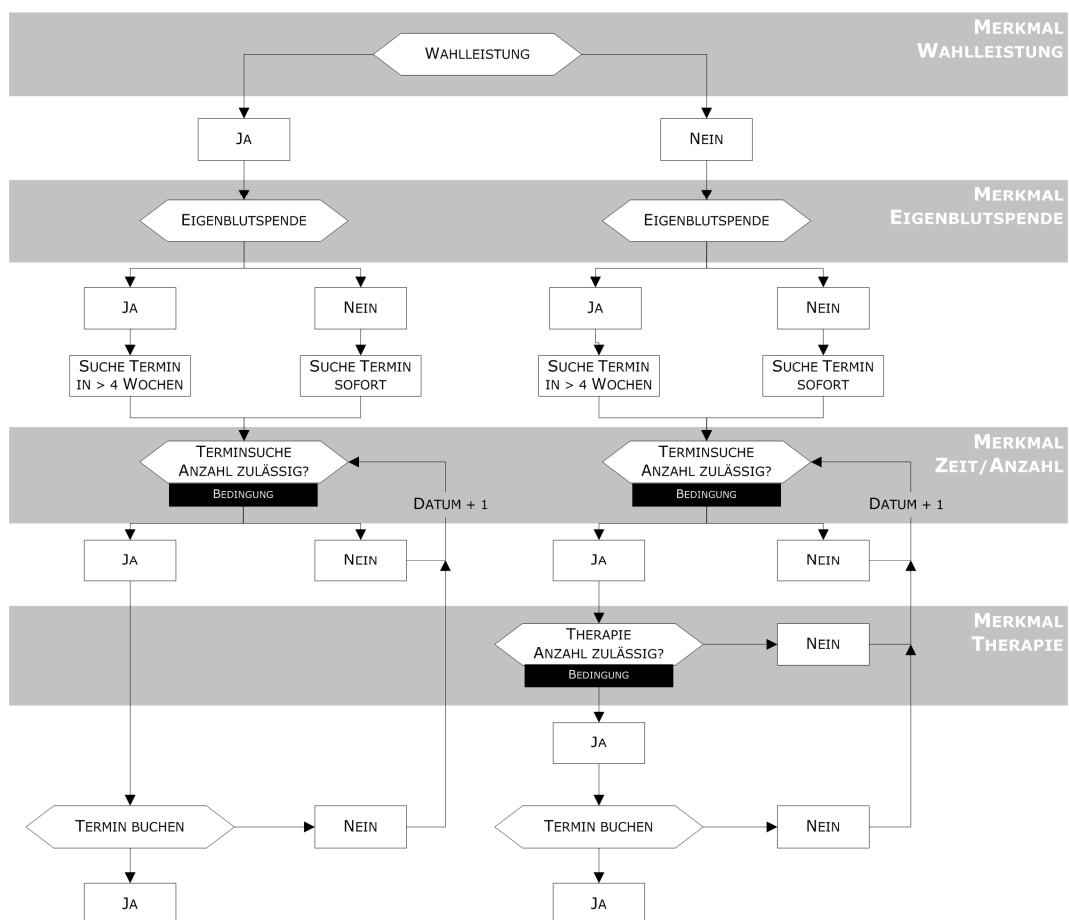 MERKMAL
WAHLLEISTUNG
WAHLLEISTUNG
JA
NEIN
MERKMAL
EIGENBLUTSPENDE
EIGENBLUTSPENDE
EIGENBLUTSPENDE
JA
NEIN
JA
NEIN
SUCHE TERMIN
IN > 4 WOCHEN
SUCHE TERMIN
SOFORT
SUCHE TERMIN
IN > 4 WOCHEN
SUCHE TERMIN
SOFORT
MERKMAL
ZEIT/ANZAHL
TERMINSUCHE
ANZAHL ZULÄSSIG?
BEDINGUNG
DATUM + 1
TERMINSUCHE
ANZAHL ZULÄSSIG?
BEDINGUNG
DATUM + 1
JA
NEIN
JA
NEIN
MERKMAL
THERAPIE
THERAPIE
ANZAHL ZULÄSSIG?
BEDINGUNG
NEIN
JA
TERMIN BUCHEN
NEIN
TERMIN BUCHEN
NEIN
JA
JA